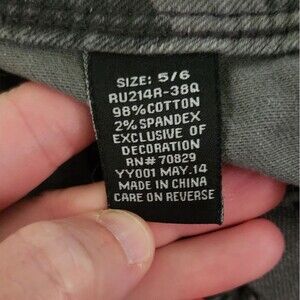 SIZE: 5/6
RU214R-38Q
98% COTTON
2% SPANDEX
EXCLUSIVE OF
DECORATION
RN# 70829
YY001 MAY.14
MADE IN CHINA
CARE ON REVERSE